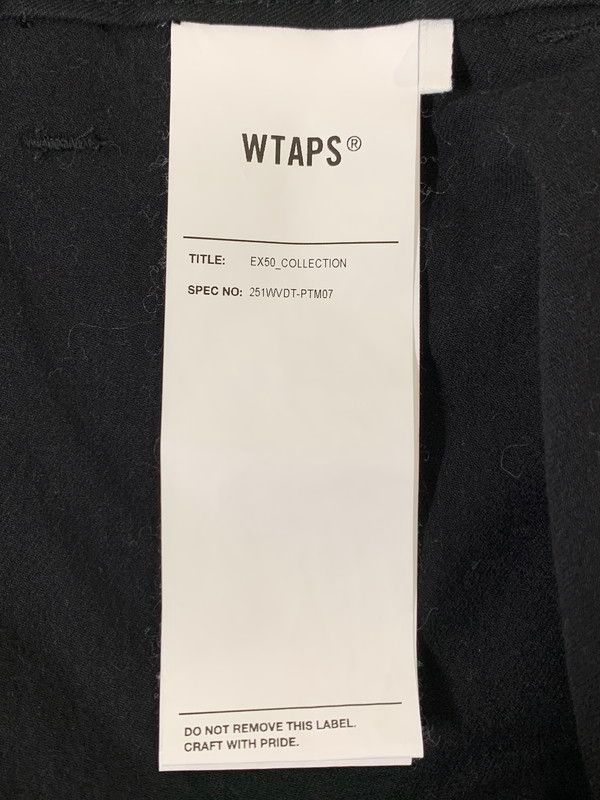 WTAPS®
TITLE: EX50_COLLECTION
SPEC NO: 251WVDT-PTM07
DO NOT REMOVE THIS LABEL.
CRAFT WITH PRIDE.